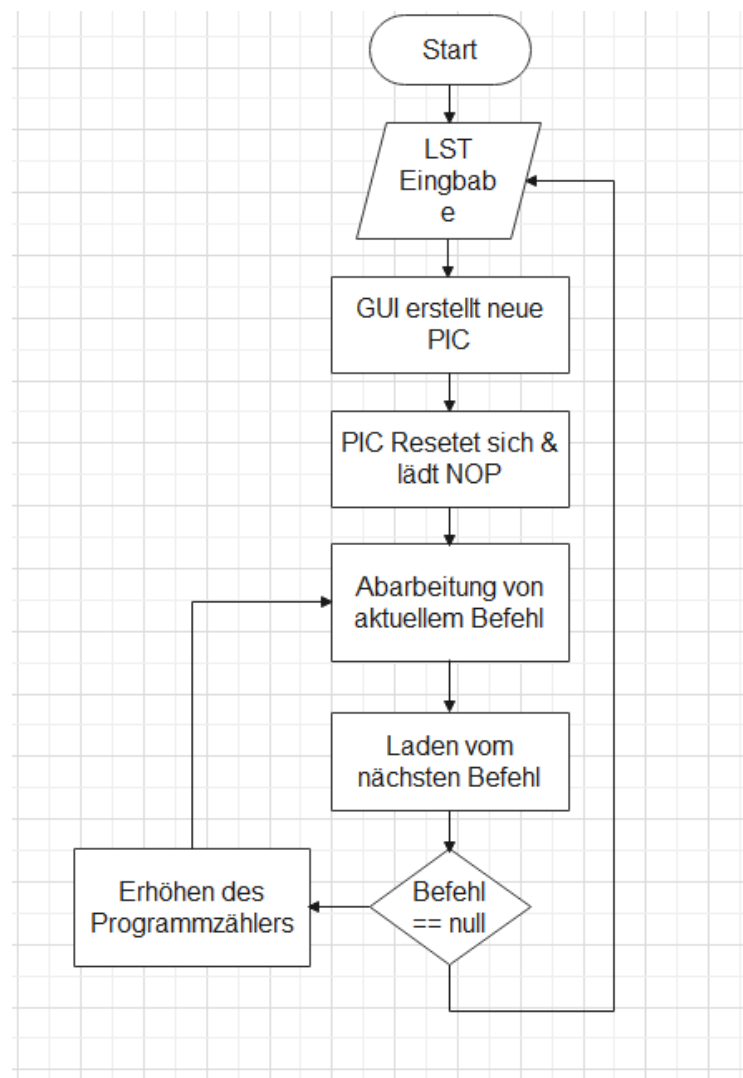 Start
LST
Eingbab
e
GUI erstellt neue
PIC
PIC Resetet sich &
lädt NOP
Abarbeitung von
aktuellem Befehl
Laden vom
nächsten Befehl
Befehl
== null
Erhöhen des
Programmzählers